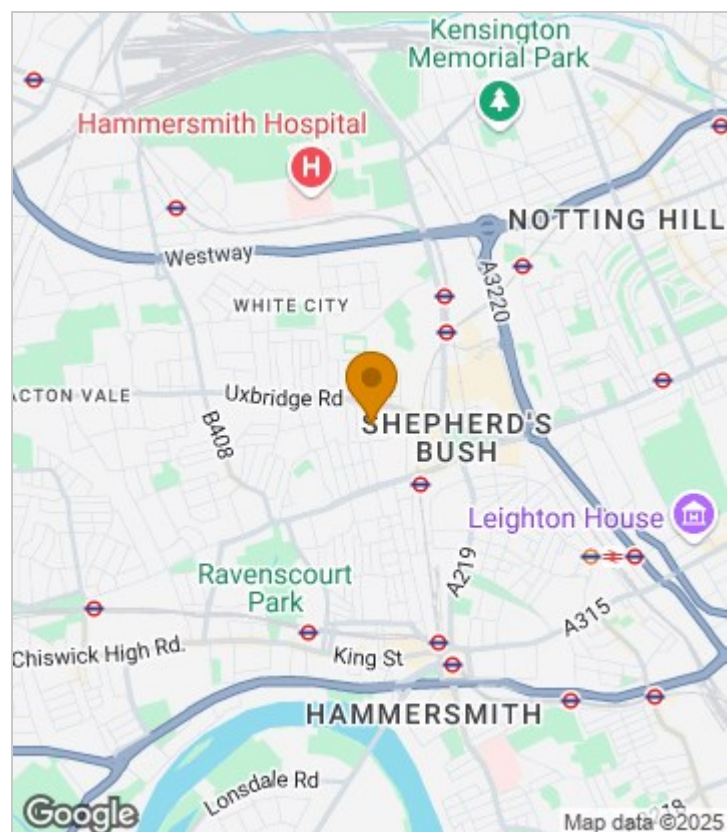 Kensington
Memorial Park
Hammersmith Hospital
H
NOTTING HILL
Westway
A3220
WHITE CITY
Uxbridge Rd
ACTON VALE
SHEPHERD'S
BUSH
B408
Leighton House
A219
Ravenscourt
Park
A315
Chiswick High Rd.
King St
HAMMERSMITH
Lonsdale Rd
Google
Map data ©2025